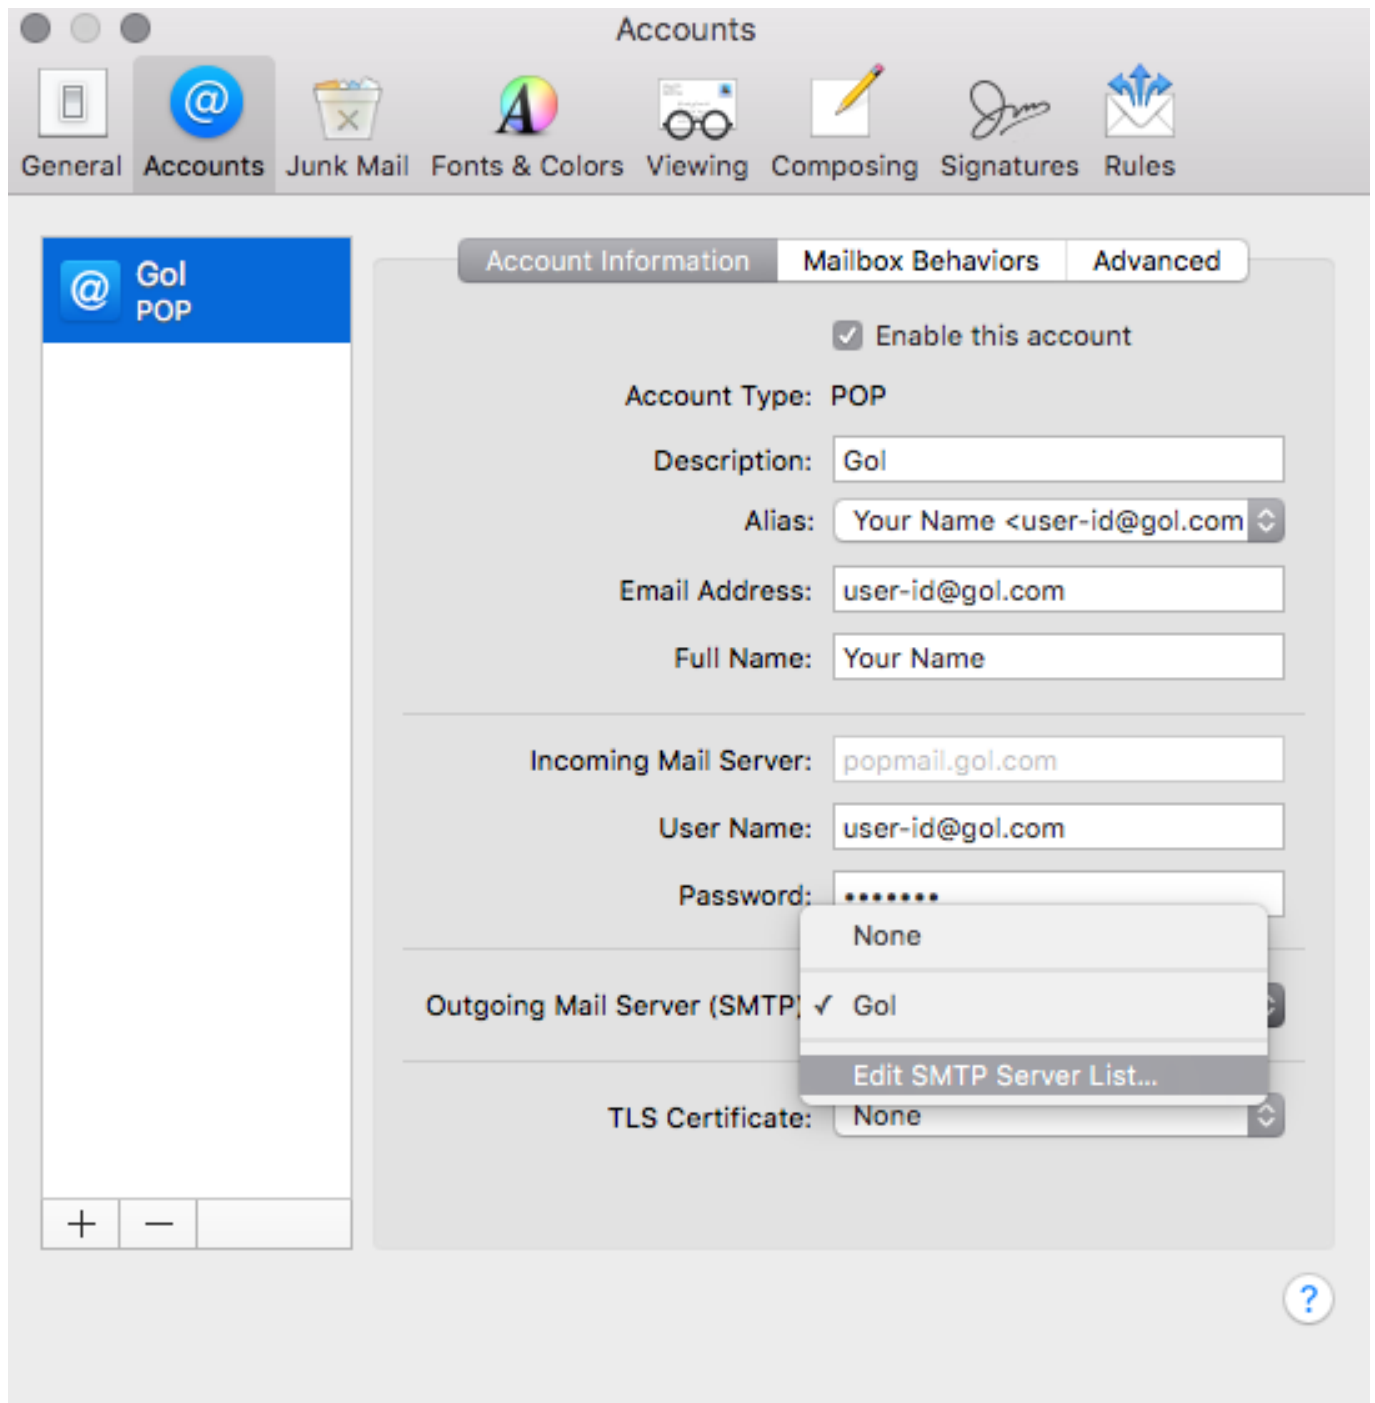 Accounts
General Accounts Junk Mail Fonts & Colors Viewing Composing Signatures Rules
Gol
POP
Account Information Mailbox Behaviors Advanced
Enable this account
Account Type: POP
Description: Gol
Alias: Your Name <user-id@gol.com
Email Address: user-id@gol.com
Full Name: Your Name
Incoming Mail Server: popmail.gol.com
User Name: user-id@gol.com
Password: •••••••
None
Outgoing Mail Server (SMTP) ✓ Gol
Edit SMTP Server List...
TLS Certificate: None
+ −
?